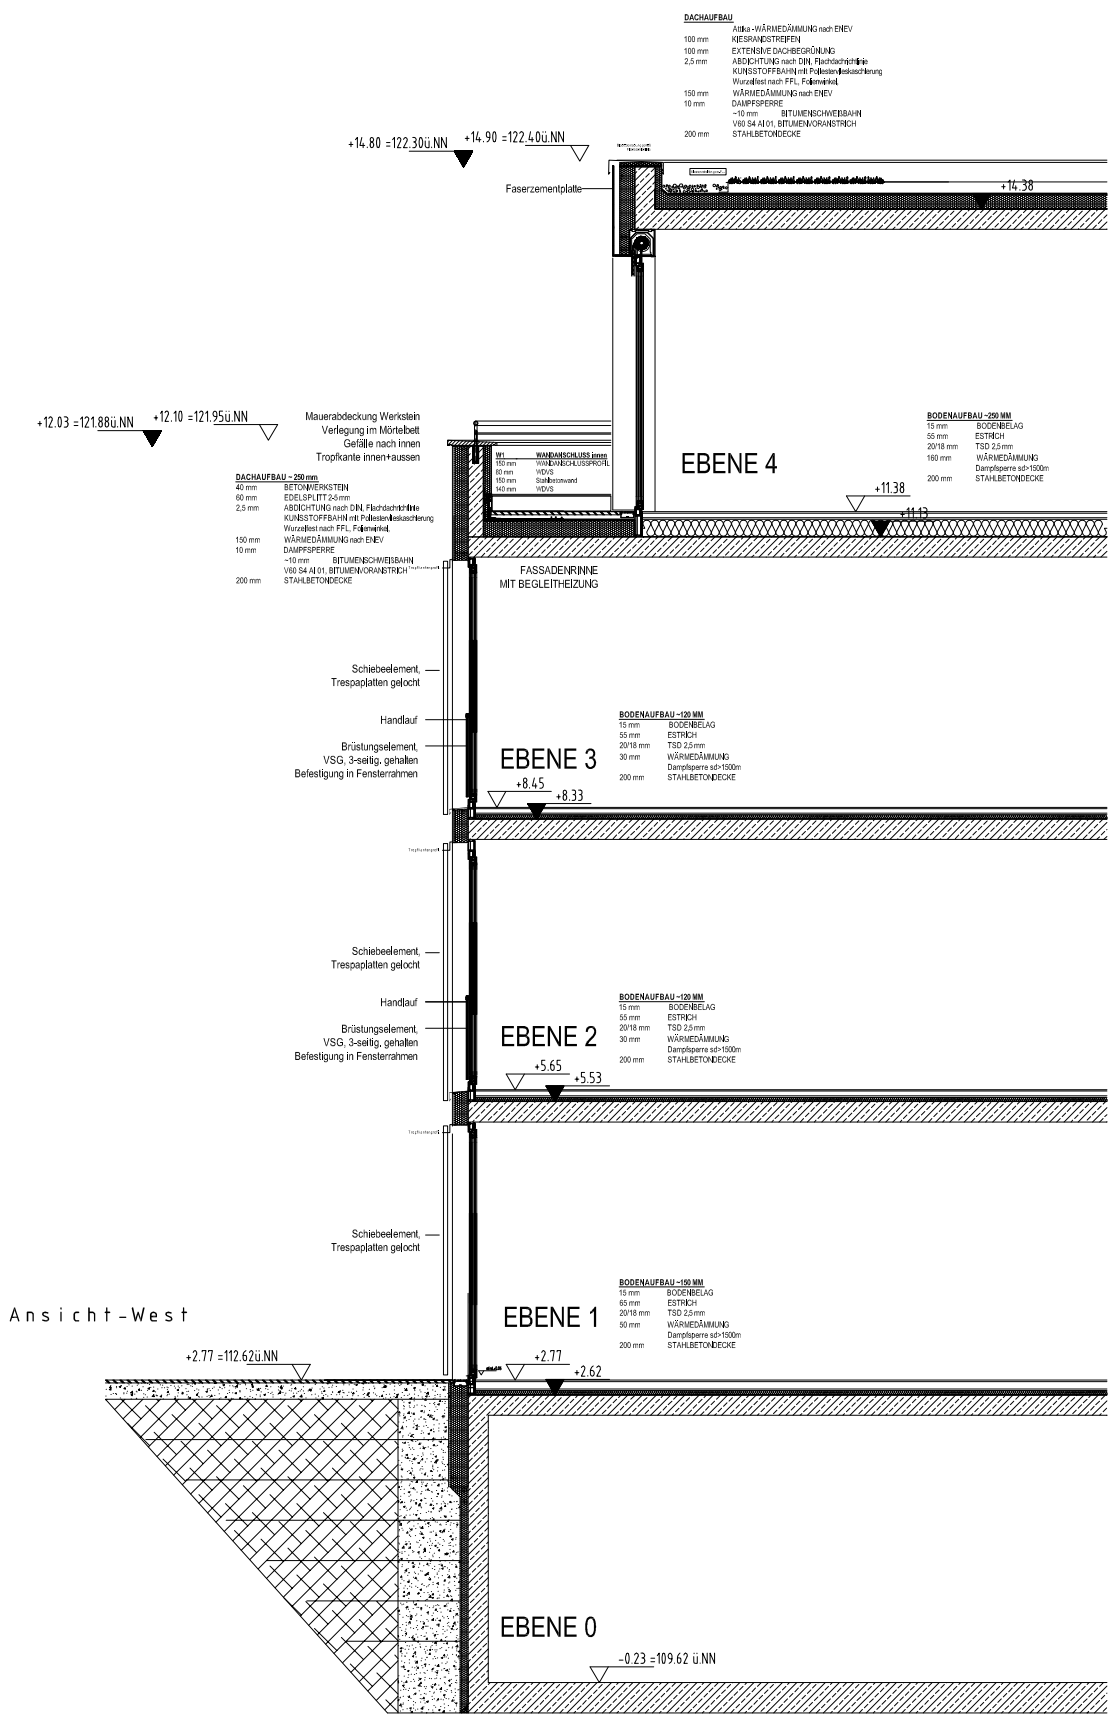 DACHAUFBAU
Attika -WÄRMEDÄMMUNG nach ENEV
100 mm KIESRANDSTREIFEN
100 mm EXTENSIVE DACHBEGRÜNUNG
2,5 mm ABDICHTUNG nach DIN, Flachdachrichtlinie
KUNSSTOFFBAHN mit Pollestervlieskaschierung
Wurzelfest nach FFL, Folienwinkel,
150 mm WÄRMEDÄMMUNG nach ENEV
10 mm DAMPFSPERRE
~10 mm BITUMENSCHWEIßBAHN
V60 S4 Al 01, BITUMENVORANSTRICH
200 mm STAHLBETONDECKE
+14.80 =122.30ü.NN
+14.90 =122.40ü.NN
Faserzementplatte
+14.38
+12.03 =121.88ü.NN
+12.10 =121.95ü.NN
Mauerabdeckung Werkstein
Verlegung im Mörtelbett
Gefälle nach innen
Tropfkante innen+aussen
DACHAUFBAU ~ 250 mm
40 mm BETONWERKSTEIN
60 mm EDELSPLITT 2-5 mm
2,5 mm ABDICHTUNG nach DIN, Flachdachrichtlinie
KUNSSTOFFBAHN mit Pollestervlieskaschierung
Wurzelfest nach FFL, Folienwinkel,
150 mm WÄRMEDÄMMUNG nach ENEV
10 mm DAMPFSPERRE
~10 mm BITUMENSCHWEIßBAHN
V60 S4 Al 01, BITUMENVORANSTRICH
200 mm STAHLBETONDECKE
W1 WANDANSCHLUSS innen
150 mm WANDANSCHLUSSPROFIL
80 mm WDVS
150 mm Stahlbetonwand
140 mm WDVS
EBENE 4
BODENAUFBAU ~250 MM
15 mm BODENBELAG
55 mm ESTRICH
20/18 mm TSD 2,5 mm
160 mm WÄRMEDÄMMUNG
Dampfsperre sd>1500m
200 mm STAHLBETONDECKE
+11.38
+11.13
FASSADENRINNE
MIT BEGLEITHEIZUNG
Schiebeelement,
Trespaplatten gelocht
Handlauf
Brüstungselement,
VSG, 3-seitig, gehalten
Befestigung in Fensterrahmen
EBENE 3
BODENAUFBAU ~120 MM
15 mm BODENBELAG
55 mm ESTRICH
20/18 mm TSD 2,5 mm
30 mm WÄRMEDÄMMUNG
Dampfsperre sd>1500m
200 mm STAHLBETONDECKE
+8.45
+8.33
Schiebeelement,
Trespaplatten gelocht
Handlauf
Brüstungselement,
VSG, 3-seitig, gehalten
Befestigung in Fensterrahmen
EBENE 2
BODENAUFBAU ~120 MM
15 mm BODENBELAG
55 mm ESTRICH
20/18 mm TSD 2,5 mm
30 mm WÄRMEDÄMMUNG
Dampfsperre sd>1500m
200 mm STAHLBETONDECKE
+5.65
+5.53
Schiebeelement,
Trespaplatten gelocht
Ansicht-West
EBENE 1
BODENAUFBAU ~150 MM
15 mm BODENBELAG
65 mm ESTRICH
20/18 mm TSD 2,5 mm
50 mm WÄRMEDÄMMUNG
Dampfsperre sd>1500m
200 mm STAHLBETONDECKE
+2.77 =112.62ü.NN
+2.77
+2.62
EBENE 0
-0.23 =109.62 ü.NN